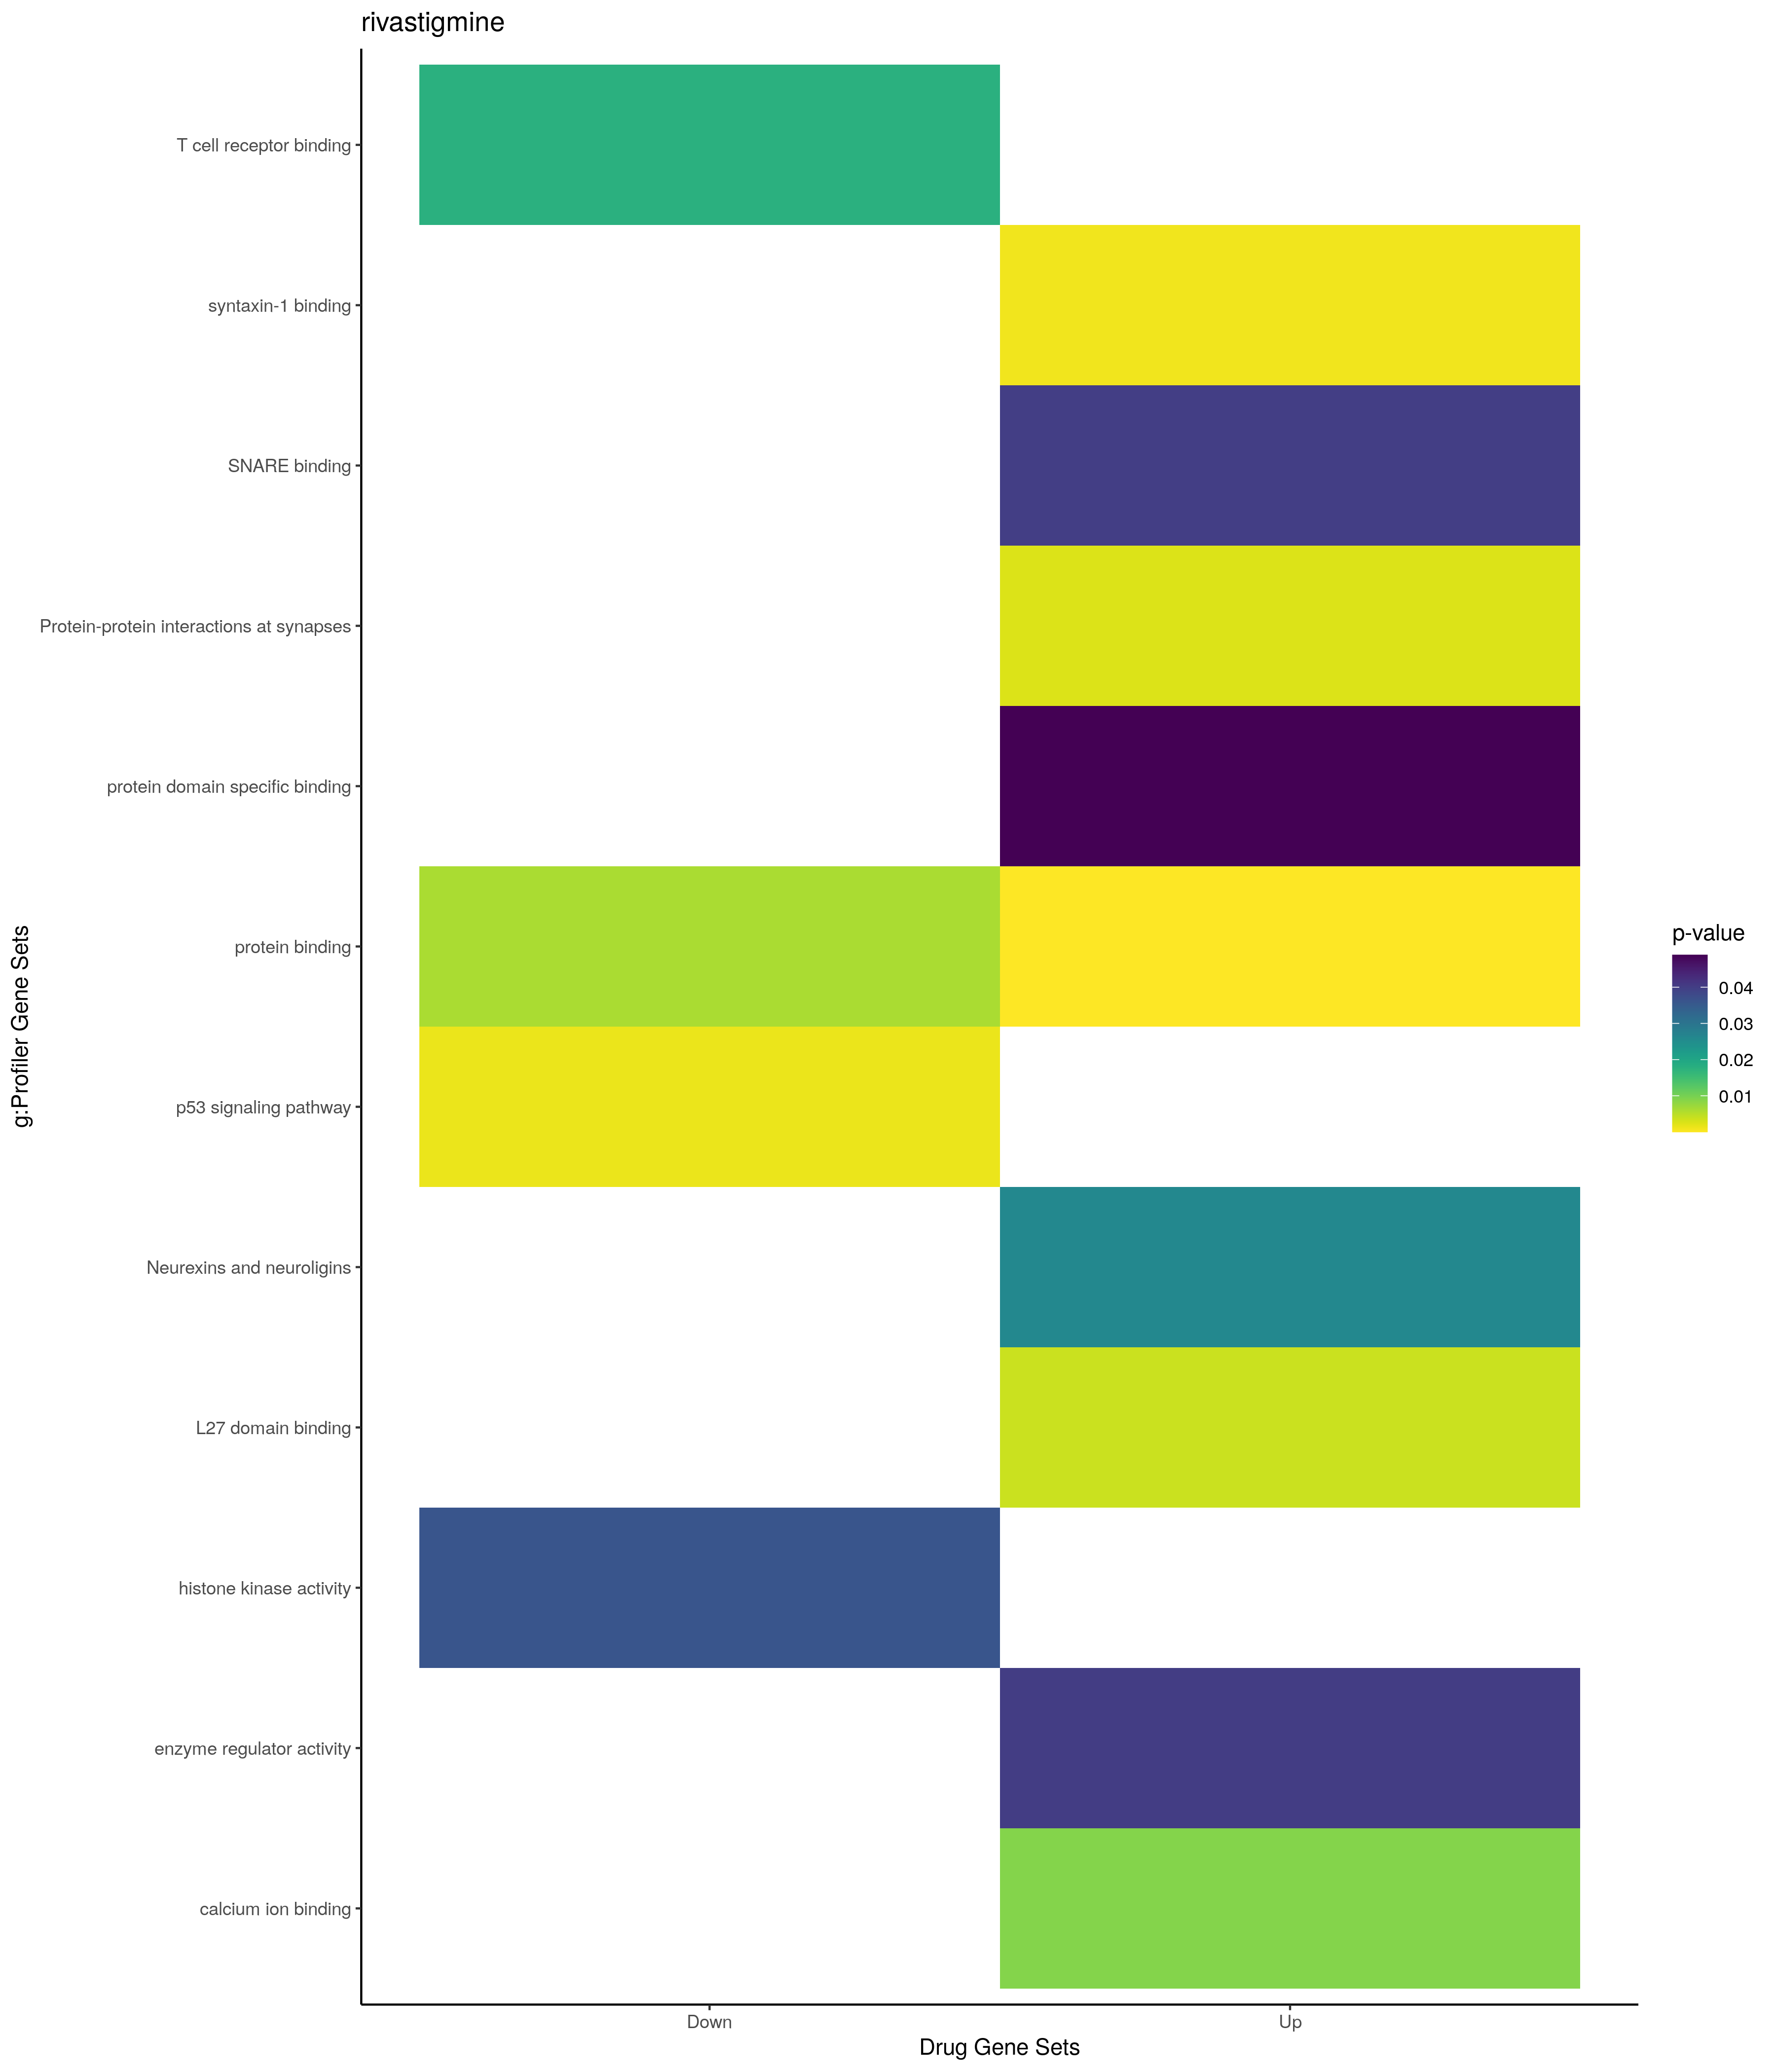 rivastigmine
T cell receptor binding
syntaxin-1 binding
SNARE binding
Protein-protein interactions at synapses
protein domain specific binding
protein binding
p53 signaling pathway
Neurexins and neuroligins
L27 domain binding
histone kinase activity
enzyme regulator activity
calcium ion binding
g:Profiler Gene Sets
Down
Up
Drug Gene Sets
p-value
0.04
0.03
0.02
0.01